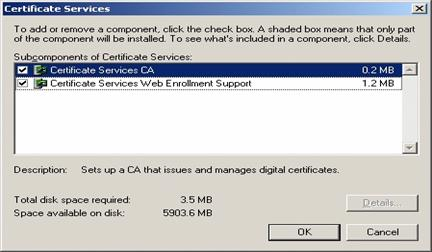 Certificate Services
To add or remove a component, click the check box. A shaded box means that only part
of the component will be installed. To see what's included in a component, click Details.
Subcomponents of Certificate Services:
Certificate Services CA 0.2 MB
Certificate Services Web Enrollment Support 1.2 MB
Description: Sets up a CA that issues and manages digital certificates.
Total disk space required: 3.5 MB
Space available on disk: 5903.6 MB
Details...
OK Cancel